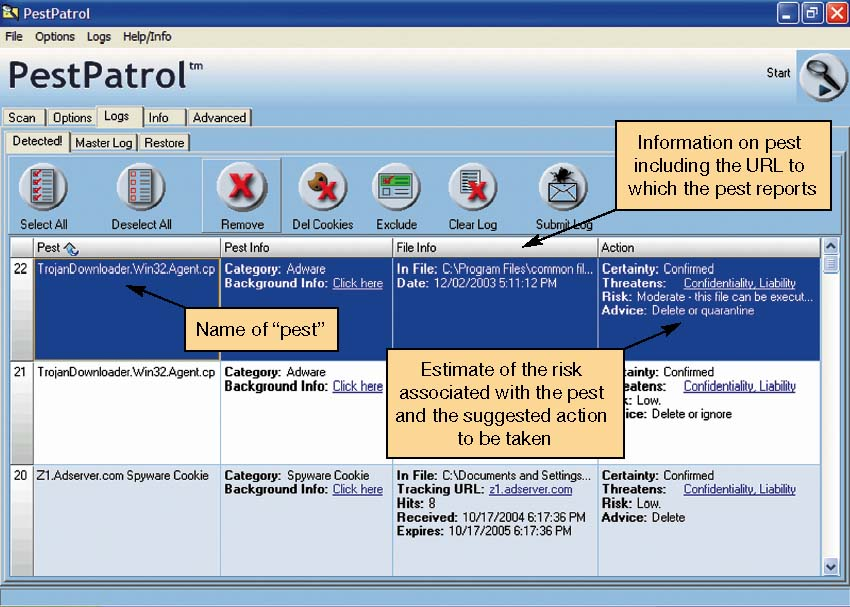 PestPatrol
File Options Logs Help/Info
PestPatrol™
Start
Scan Options Logs Info Advanced
Detected! Master Log Restore
Information on pest
including the URL to
which the pest reports
Select All Deselect All Remove Del Cookies Exclude Clear Log Submit Log
Pest Pest Info File Info Action
22 TrojanDownloader.Win32.Agent.cp Category: Adware In File: C:\Program Files\common fil... Certainty: Confirmed
Background Info: Click here Date: 12/02/2003 5:11:12 PM Threatens: Confidentiality, Liability
Risk: Moderate - this file can be execut...
Advice: Delete or quarantine
Name of “pest”
Estimate of the risk
associated with the pest
and the suggested action
to be taken
21 TrojanDownloader.Win32.Agent.cp Category: Adware Certainty: Confirmed
Background Info: Click here eatens: Confidentiality, Liability
k: Low.
ice: Delete or ignore
20 Z1.Adserver.com Spyware Cookie Category: Spyware Cookie In File: C:\Documents and Settings... Certainty: Confirmed
Background Info: Click here Tracking URL: z1.adserver.com Threatens: Confidentiality, Liability
Hits: 8 Risk: Low.
Received: 10/17/2004 6:17:36 PM Advice: Delete
Expires: 10/17/2005 6:17:36 PM